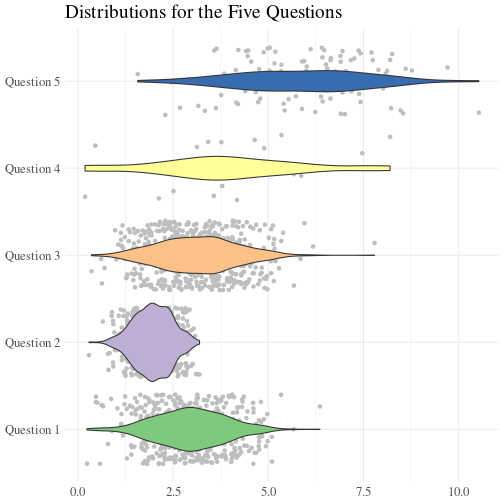 Distributions for the Five Questions
Question 5
Question 4
Question 3
Question 2
Question 1
0.0 2.5 5.0 7.5 10.0